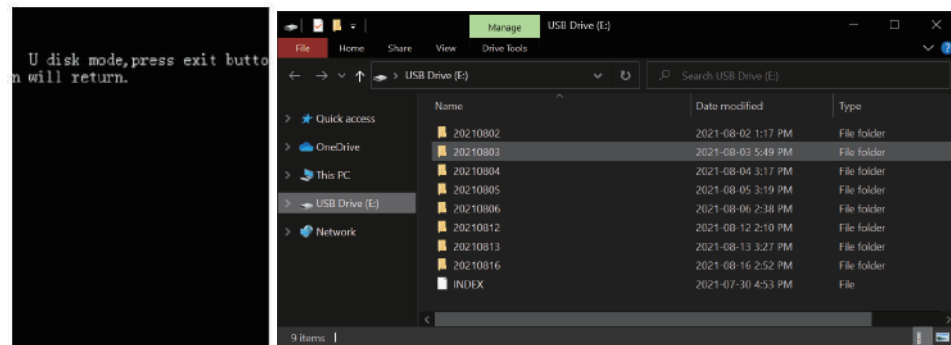 U disk mode,press exit butto
n will return.
Manage
USB Drive (E:)
File
Home
Share
View
Drive Tools
USB Drive (E:)
Search USB Drive (E:)
Name
Date modified
Type
Quick access
OneDrive
This PC
USB Drive (E:)
Network
20210802 2021-08-02 1:17 PM File folder
20210803 2021-08-03 5:49 PM File folder
20210804 2021-08-04 3:17 PM File folder
20210805 2021-08-05 3:19 PM File folder
20210806 2021-08-06 2:38 PM File folder
20210812 2021-08-12 2:10 PM File folder
20210813 2021-08-13 3:27 PM File folder
20210816 2021-08-16 2:52 PM File folder
INDEX 2021-07-30 4:53 PM File
9 items